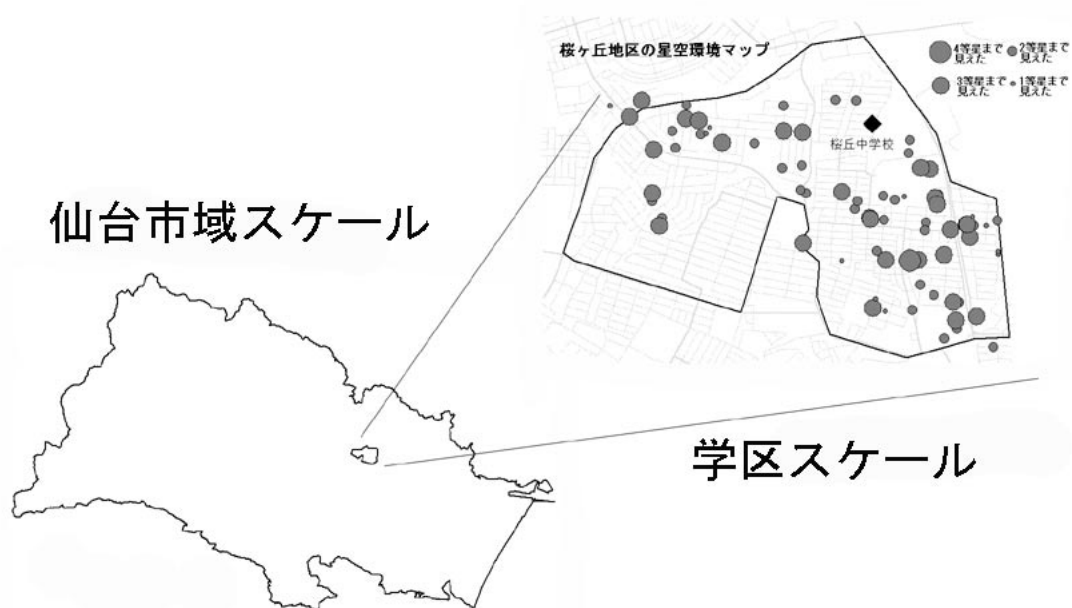 桜ヶ丘地区の星空環境マップ
4等星まで
見えた
2等星まで
見えた
3等星まで
見えた
1等星まで
見えた
桜丘中学校
仙台市域スケール
学区スケール